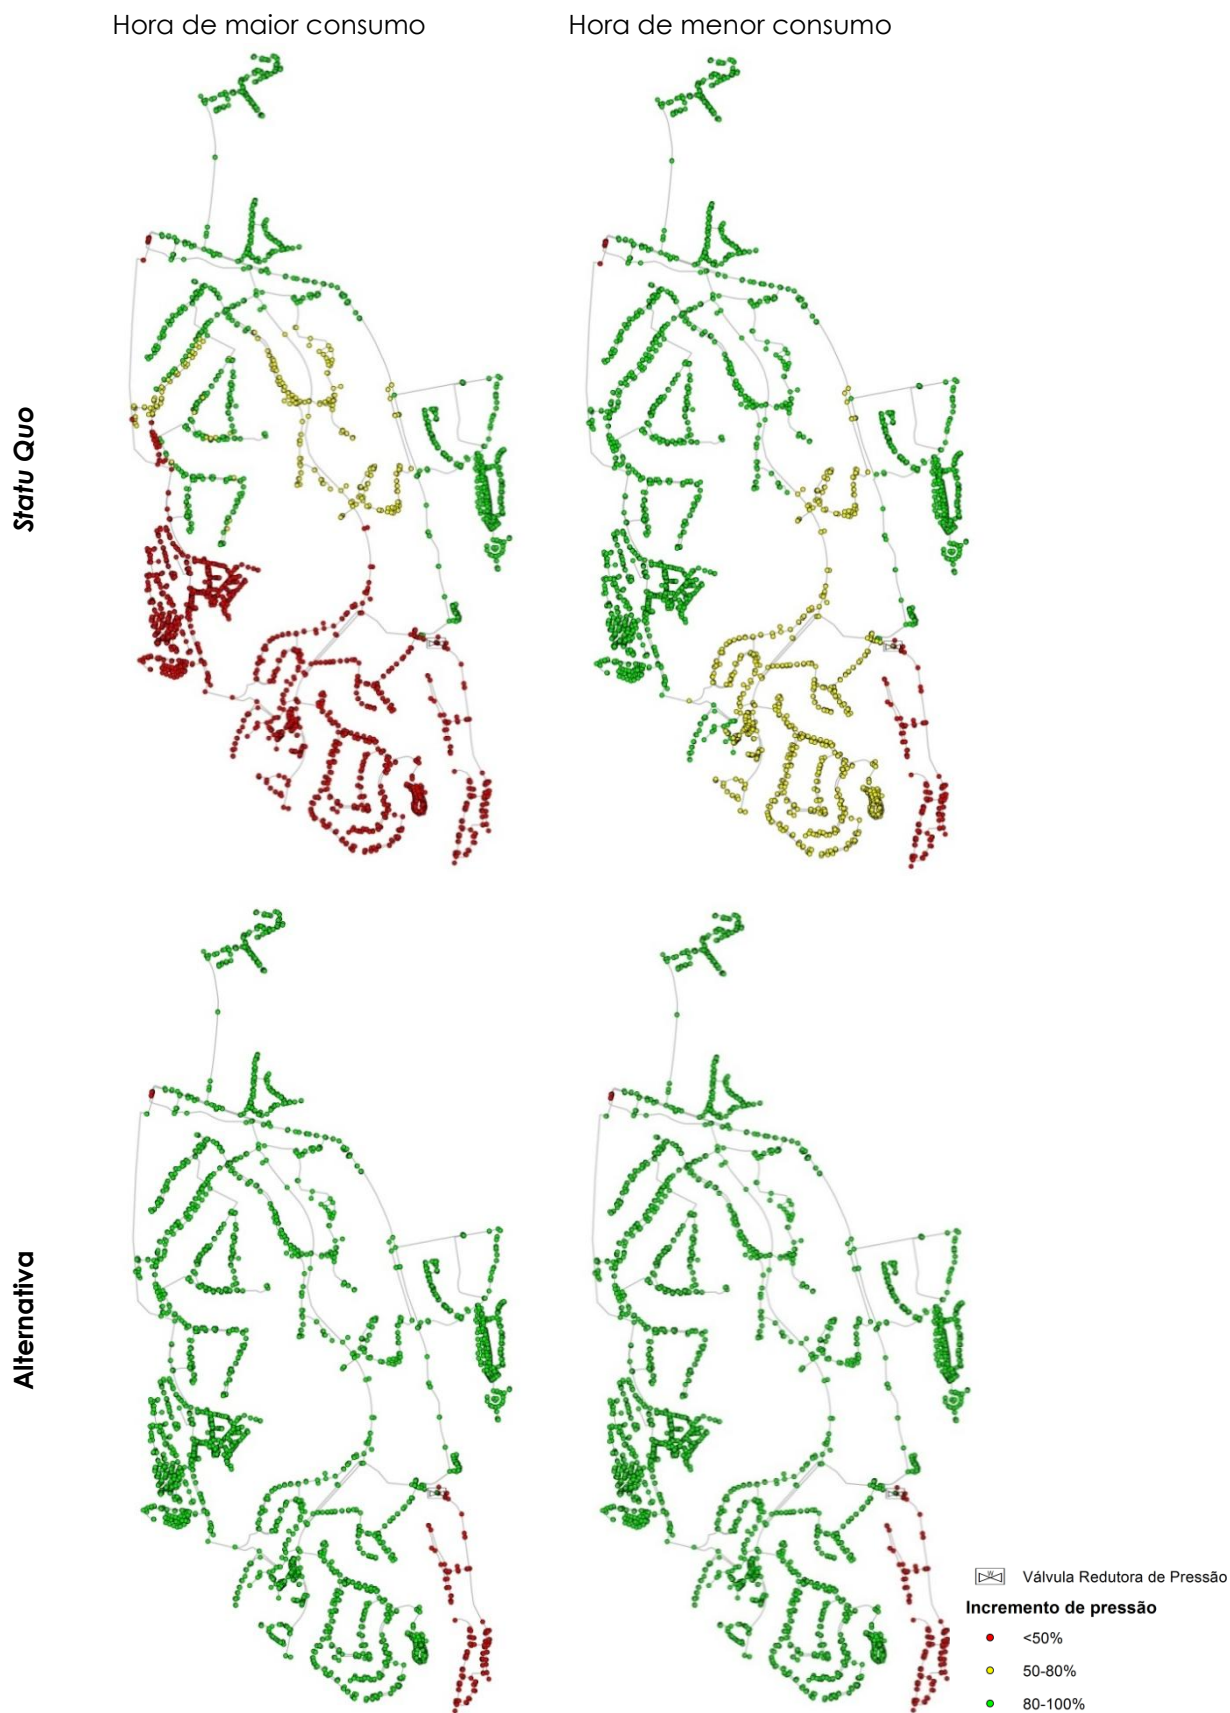 Hora de maior consumo
Hora de menor consumo
Statu Quo
Alternativa
Válvula Redutora de Pressão
Incremento de pressão
<50%
50-80%
80-100%